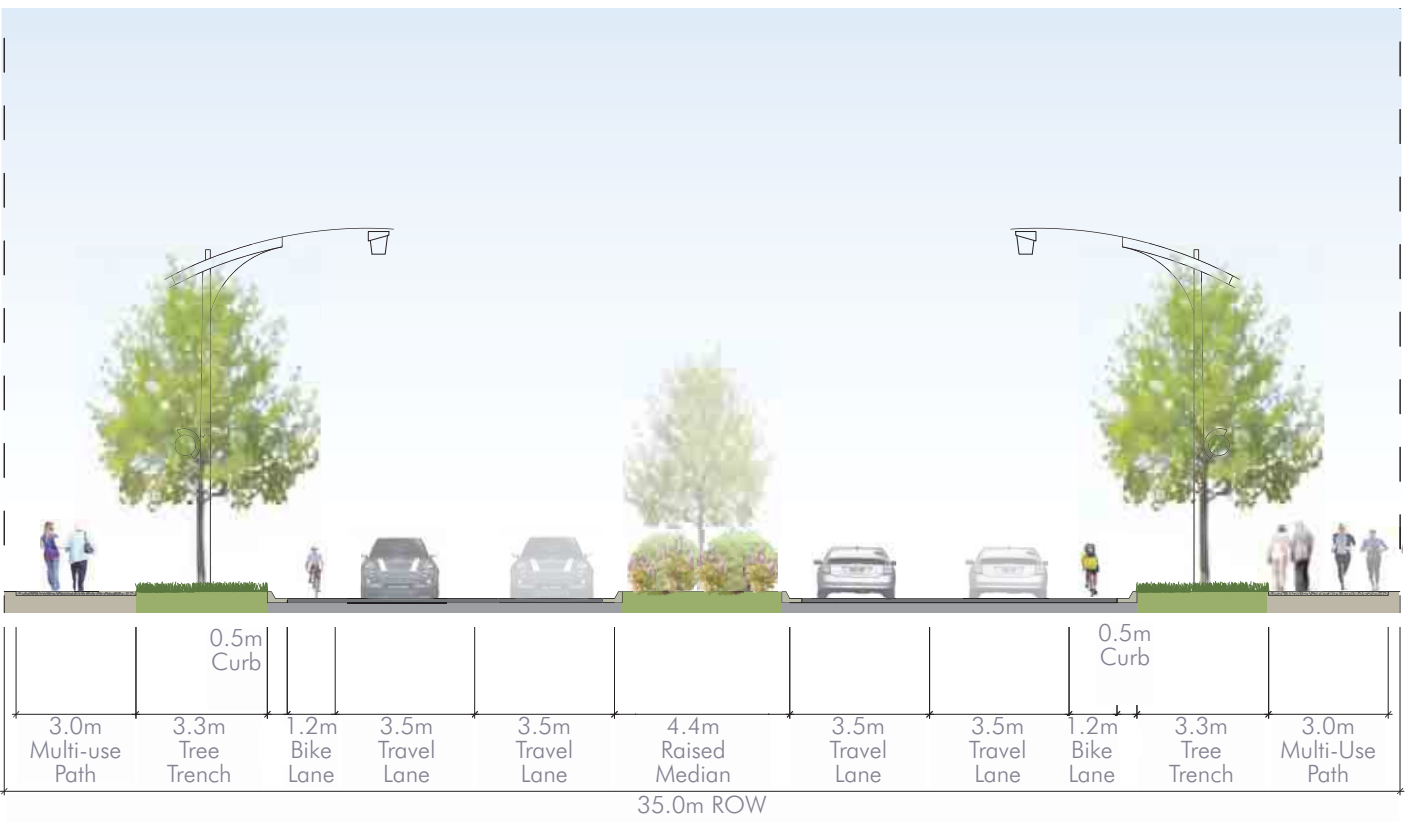 0.5m
Curb
0.5m
Curb
3.0m
Multi-use
Path
3.3m
Tree
Trench
1.2m
Bike
Lane
3.5m
Travel
Lane
3.5m
Travel
Lane
4.4m
Raised
Median
3.5m
Travel
Lane
3.5m
Travel
Lane
1.2m
Bike
Lane
3.3m
Tree
Trench
3.0m
Multi-Use
Path
35.0m ROW